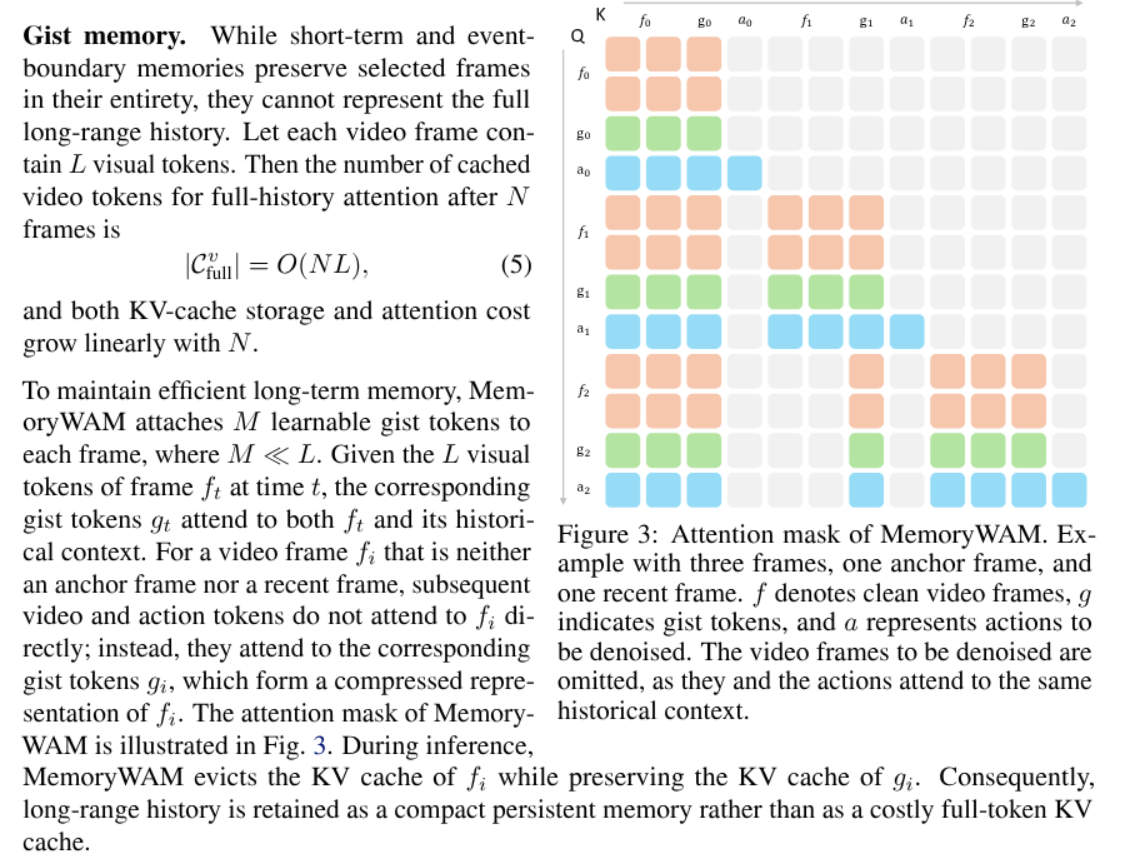 Gist memory. While short-term and event-
boundary memories preserve selected frames
in their entirety, they cannot represent the full
long-range history. Let each video frame con-
tain L visual tokens. Then the number of cached
video tokens for full-history attention after N
frames is
|C^v_full| = O(NL), (5)
and both KV-cache storage and attention cost
grow linearly with N.
To maintain efficient long-term memory, Mem-
oryWAM attaches M learnable gist tokens to
each frame, where M ≪ L. Given the L visual
tokens of frame f_t at time t, the corresponding
gist tokens g_t attend to both f_t and its histori-
cal context. For a video frame f_i that is neither
an anchor frame nor a recent frame, subsequent
video and action tokens do not attend to f_i di-
rectly; instead, they attend to the corresponding
gist tokens g_i, which form a compressed repre-
sentation of f_i. The attention mask of Memory-
WAM is illustrated in Fig. 3. During inference,
MemoryWAM evicts the KV cache of f_i while preserving the KV cache of g_i. Consequently,
long-range history is retained as a compact persistent memory rather than as a costly full-token KV
cache.
K f₀ g₀ a₀ f₁ g₁ a₁ f₂ g₂ a₂
Q
f₀
g₀
a₀
f₁
g₁
a₁
f₂
g₂
a₂
Figure 3: Attention mask of MemoryWAM. Ex-
ample with three frames, one anchor frame, and
one recent frame. f denotes clean video frames, g
indicates gist tokens, and a represents actions to
be denoised. The video frames to be denoised are
omitted, as they and the actions attend to the same
historical context.